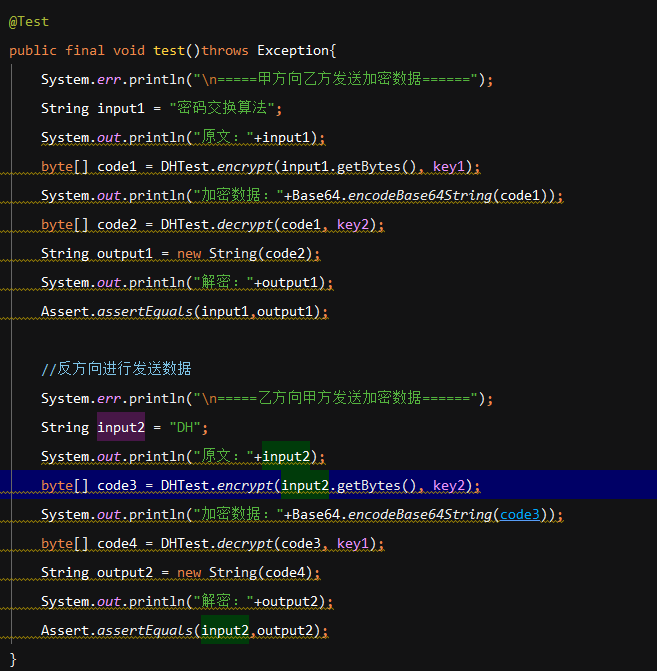 @Test
public final void test()throws Exception{
System.err.println("\n=====甲方向乙方发送加密数据======");
String input1 = "密码交换算法";
System.out.println("原文："+input1);
byte[] code1 = DHTest.encrypt(input1.getBytes(), key1);
System.out.println("加密数据："+Base64.encodeBase64String(code1));
byte[] code2 = DHTest.decrypt(code1, key2);
String output1 = new String(code2);
System.out.println("解密："+output1);
Assert.assertEquals(input1,output1);
//反方向进行发送数据
System.err.println("\n=====乙方向甲方发送加密数据======");
String input2 = "DH";
System.out.println("原文："+input2);
byte[] code3 = DHTest.encrypt(input2.getBytes(), key2);
System.out.println("加密数据："+Base64.encodeBase64String(code3));
byte[] code4 = DHTest.decrypt(code3, key1);
String output2 = new String(code4);
System.out.println("解密："+output2);
Assert.assertEquals(input2,output2);
}